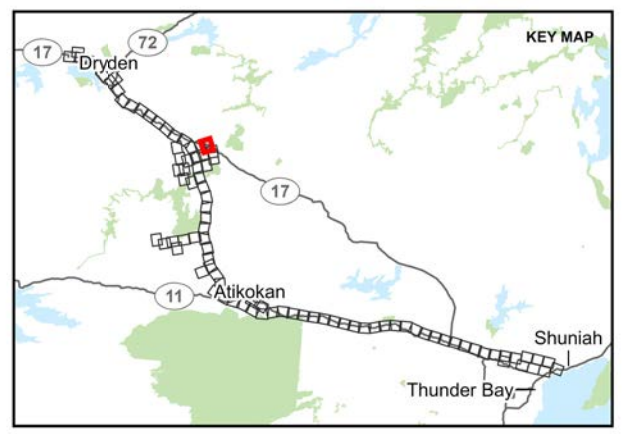 KEY MAP
17
72
Dryden
17
11
Atikokan
Shuniah
Thunder Bay